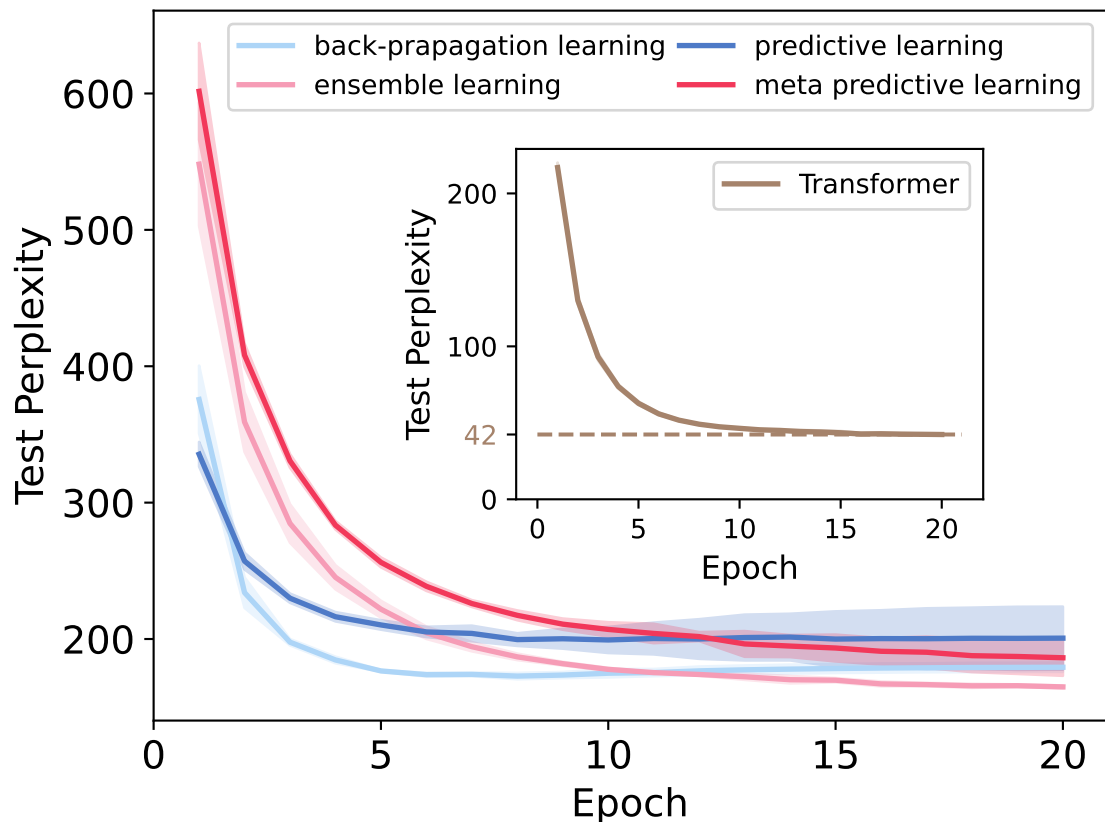 back-prapagation learning
ensemble learning
predictive learning
meta predictive learning
Test Perplexity
600
500
400
300
200
0
5
10
15
20
Epoch
Transformer
Test Perplexity
200
100
42
0
0
5
10
15
20
Epoch